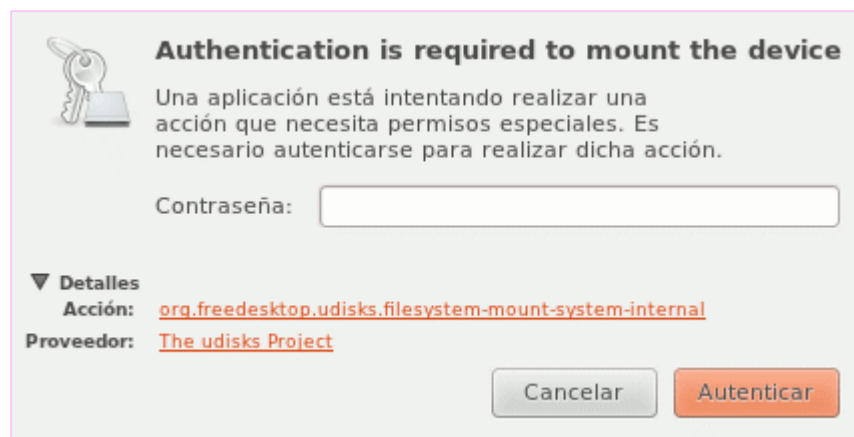 Authentication is required to mount the device
Una aplicación está intentando realizar una
acción que necesita permisos especiales. Es
necesario autenticarse para realizar dicha acción.
Contraseña:
Detalles
Acción: org.freedesktop.udisks.filesystem-mount-system-internal
Proveedor: The udisks Project
Cancelar Autenticar